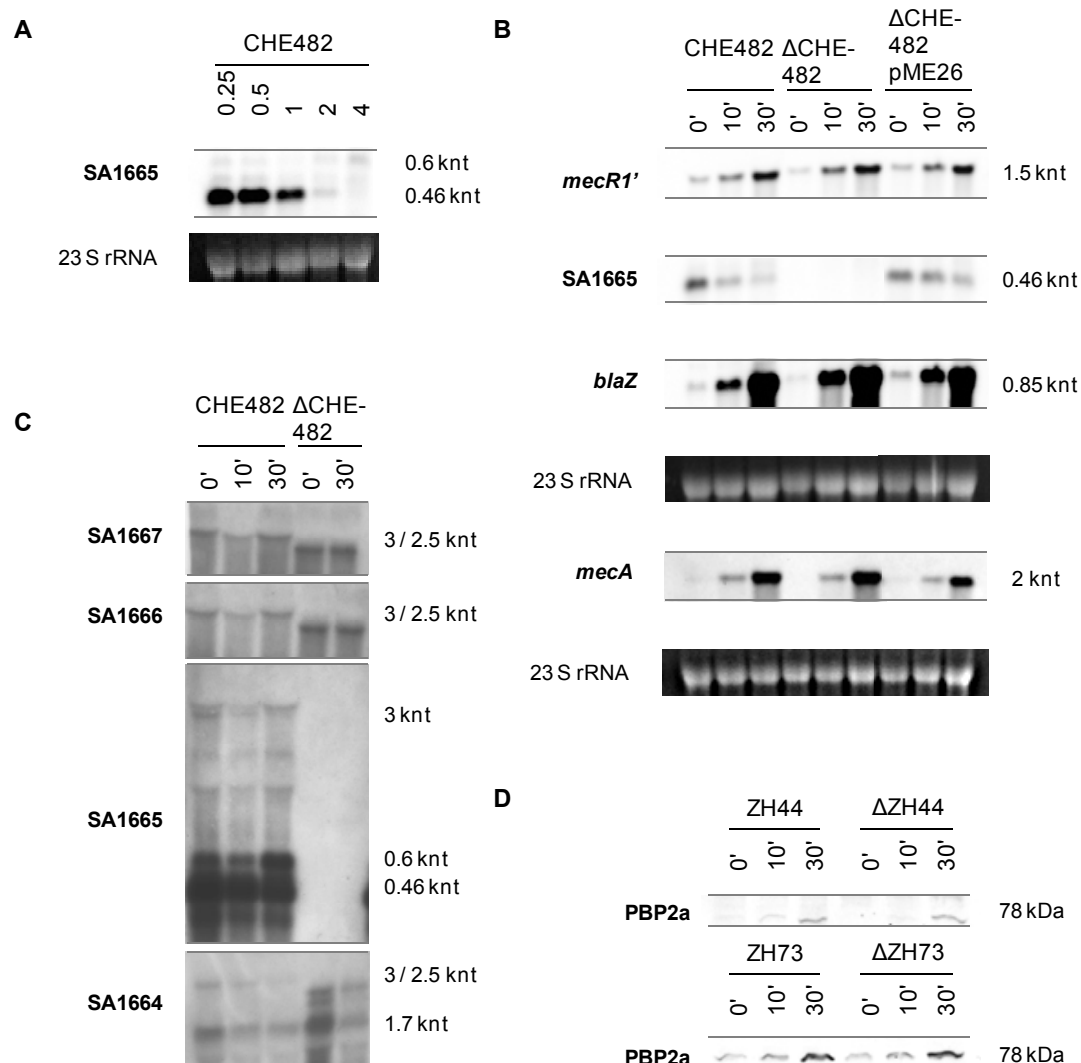 A
CHE482
0.25 0.5 1 2 4
SA1665
0.6 knt
0.46 knt
23 S rRNA
B
CHE482 ΔCHE-482 ΔCHE-482 pME26
0' 10' 30' 0' 10' 30' 0' 10' 30'
mecR1’ 1.5 knt
SA1665 0.46 knt
blaZ 0.85 knt
23 S rRNA
mecA 2 knt
23 S rRNA
C
CHE482 ΔCHE-482
0' 10' 30' 0' 30'
SA1667 3 / 2.5 knt
SA1666 3 / 2.5 knt
3 knt
SA1665
0.6 knt
0.46 knt
3 / 2.5 knt
SA1664
1.7 knt
D
ZH44 ΔZH44
0' 10' 30' 0' 10' 30'
PBP2a 78 kDa
ZH73 ΔZH73
0' 10' 30' 0' 10' 30'
PBP2a 78 kDa